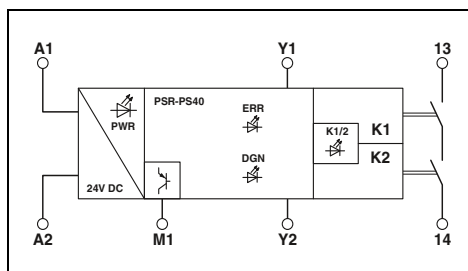 A1 Y1 13
PSR-PS40 ERR
PWR K1/2 K1
DGN K2
24V DC
A2 M1 Y2 14